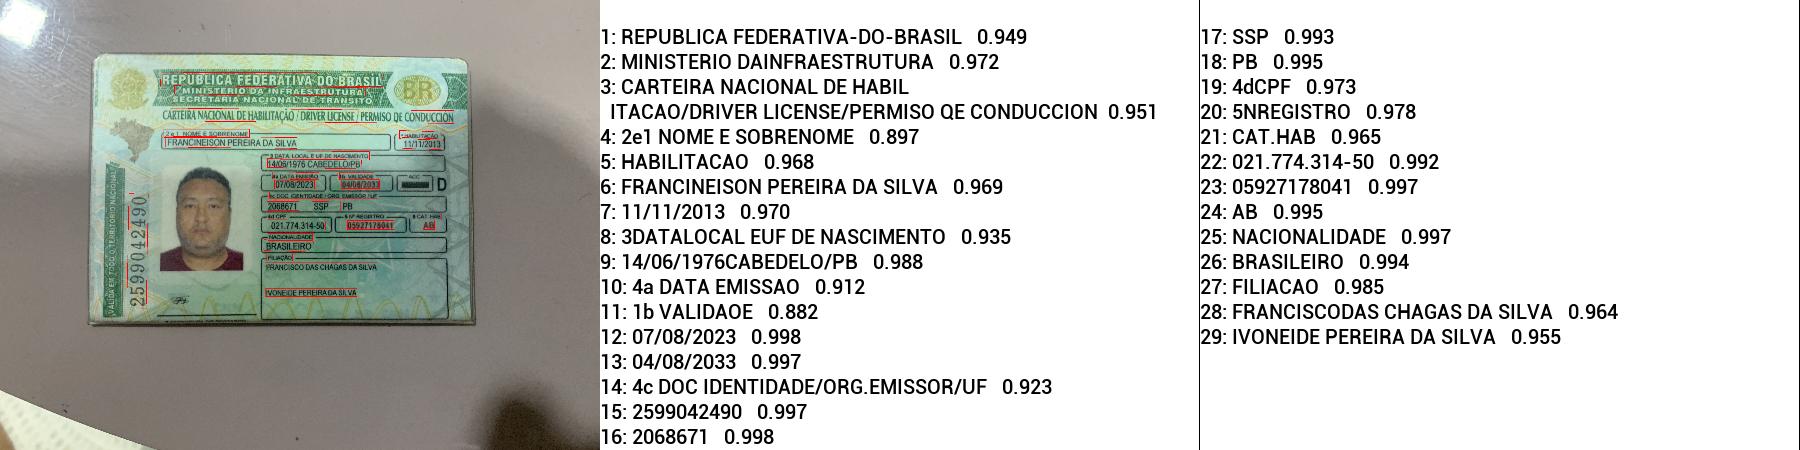 REPÚBLICA FEDERATIVA DO BRASIL
MINISTÉRIO DA INFRAESTRUTURA
SECRETARIA NACIONAL DE TRÂNSITO
BR
CARTEIRA NACIONAL DE HABILITAÇÃO / DRIVER LICENSE / PERMISO DE CONDUCCIÓN
2 e 1 NOME E SOBRENOME
HABILITAÇÃO
FRANCINEISON PEREIRA DA SILVA
11/11/2013
3 DATA, LOCAL E UF DE NASCIMENTO
14/06/1976 CABEDELO/PB
4a DATA EMISSÃO
4b VALIDADE
ACC
07/08/2023
04/08/2033
D
4c DOC IDENTIDADE / ORG. EMISSOR / UF
2068671 SSP PB
4d CPF
5 Nº REGISTRO
9 CAT. HAB
021.774.314-50
05927178041
AB
NACIONALIDADE
BRASILEIRO
FILIAÇÃO
FRANCISCO DAS CHAGAS DA SILVA
IVONEIDE PEREIRA DA SILVA
VÁLIDA EM TODO O TERRITÓRIO NACIONAL
2599042490
1: REPUBLICA FEDERATIVA-DO-BRASIL 0.949
2: MINISTERIO DAINFRAESTRUTURA 0.972
3: CARTEIRA NACIONAL DE HABIL
ITACAO/DRIVER LICENSE/PERMISO QE CONDUCCION 0.951
4: 2e1 NOME E SOBRENOME 0.897
5: HABILITACAO 0.968
6: FRANCINEISON PEREIRA DA SILVA 0.969
7: 11/11/2013 0.970
8: 3DATALOCAL EUF DE NASCIMENTO 0.935
9: 14/06/1976CABEDELO/PB 0.988
10: 4a DATA EMISSAO 0.912
11: 1b VALIDAOE 0.882
12: 07/08/2023 0.998
13: 04/08/2033 0.997
14: 4c DOC IDENTIDADE/ORG.EMISSOR/UF 0.923
15: 2599042490 0.997
16: 2068671 0.998
17: SSP 0.993
18: PB 0.995
19: 4dCPF 0.973
20: 5NREGISTRO 0.978
21: CAT.HAB 0.965
22: 021.774.314-50 0.992
23: 05927178041 0.997
24: AB 0.995
25: NACIONALIDADE 0.997
26: BRASILEIRO 0.994
27: FILIACAO 0.985
28: FRANCISCODAS CHAGAS DA SILVA 0.964
29: IVONEIDE PEREIRA DA SILVA 0.955